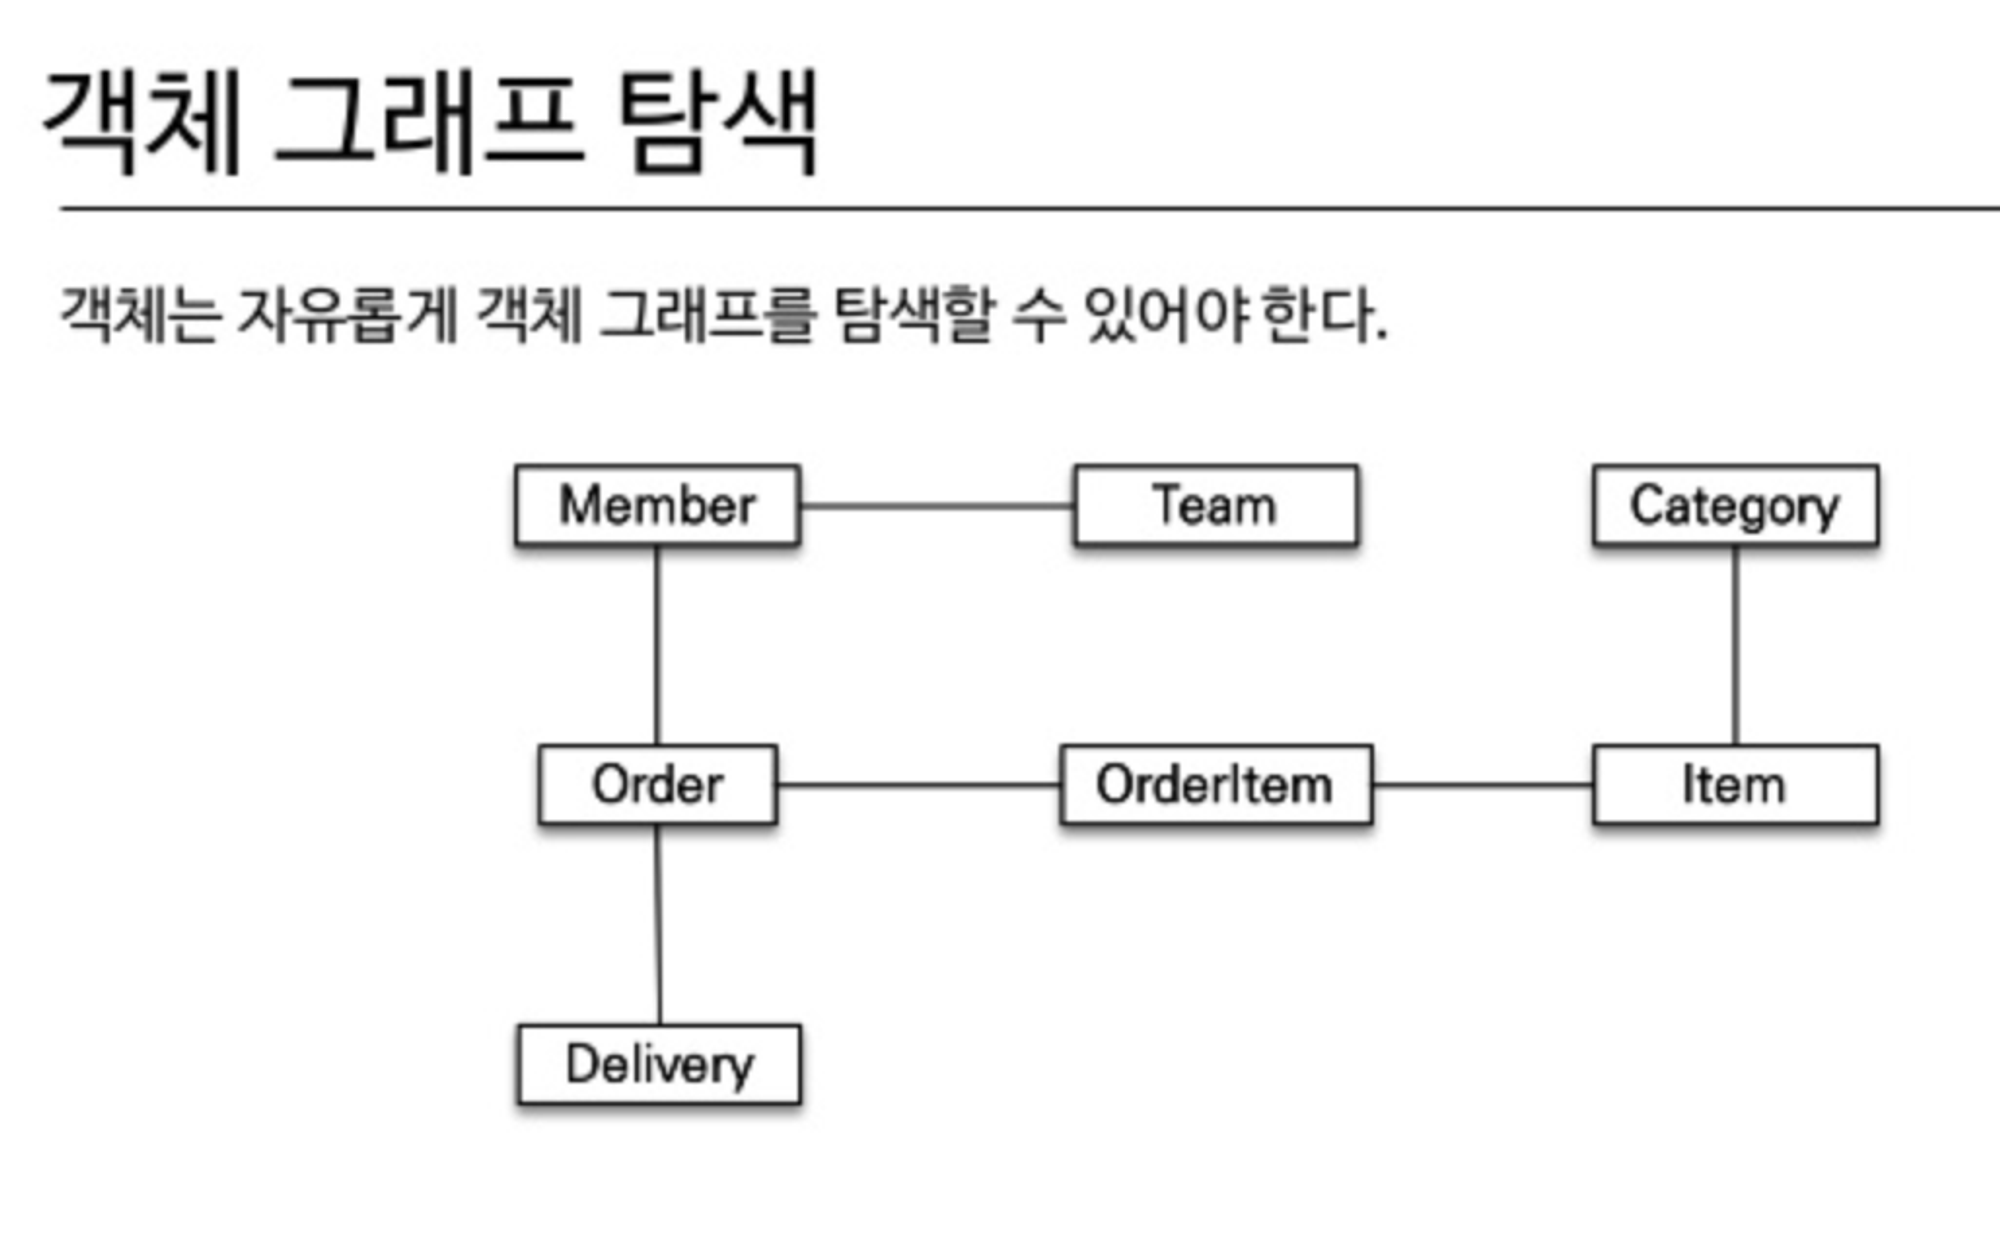 객체 그래프 탐색
객체는 자유롭게 객체 그래프를 탐색할 수 있어야 한다.
Member Team Category
Order OrderItem Item
Delivery